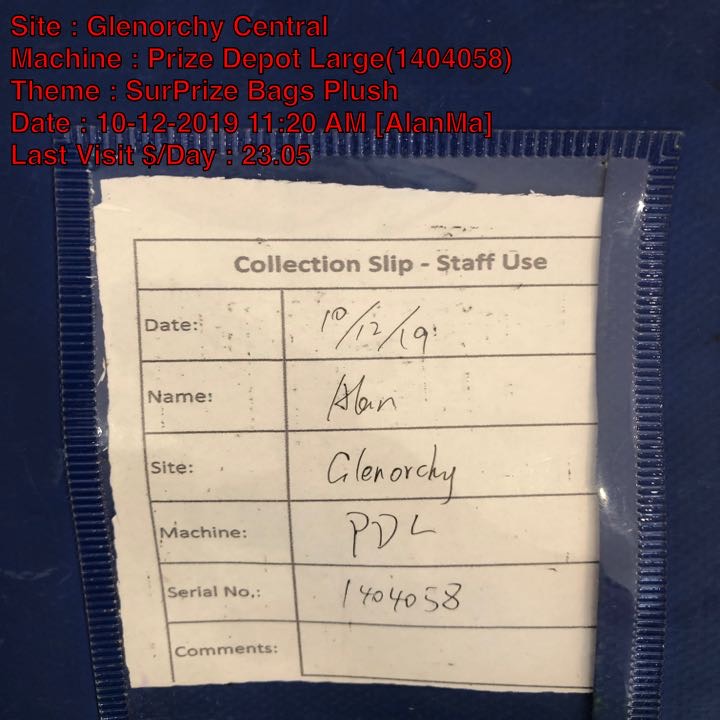 Site : Glenorchy Central
Machine : Prize Depot Large(1404058)
Theme : SurPrize Bags Plush
Date : 10-12-2019 11:20 AM [AlanMa]
Last Visit $/Day : 23.05
Collection Slip - Staff Use
Date: 10/12/19
Name: Alan
Site: Glenorchy
Machine: PDL
Serial No,: 1404058
Comments: